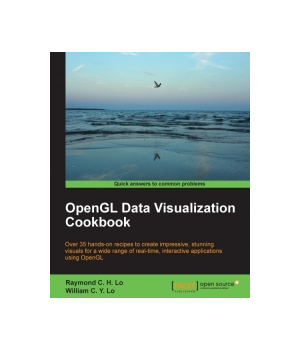 Quick answers to common problems
OpenGL Data Visualization
Cookbook
Over 35 hands-on recipes to create impressive, stunning
visuals for a wide range of real-time, interactive applications
using OpenGL
Raymond C. H. Lo
William C. Y. Lo
open source